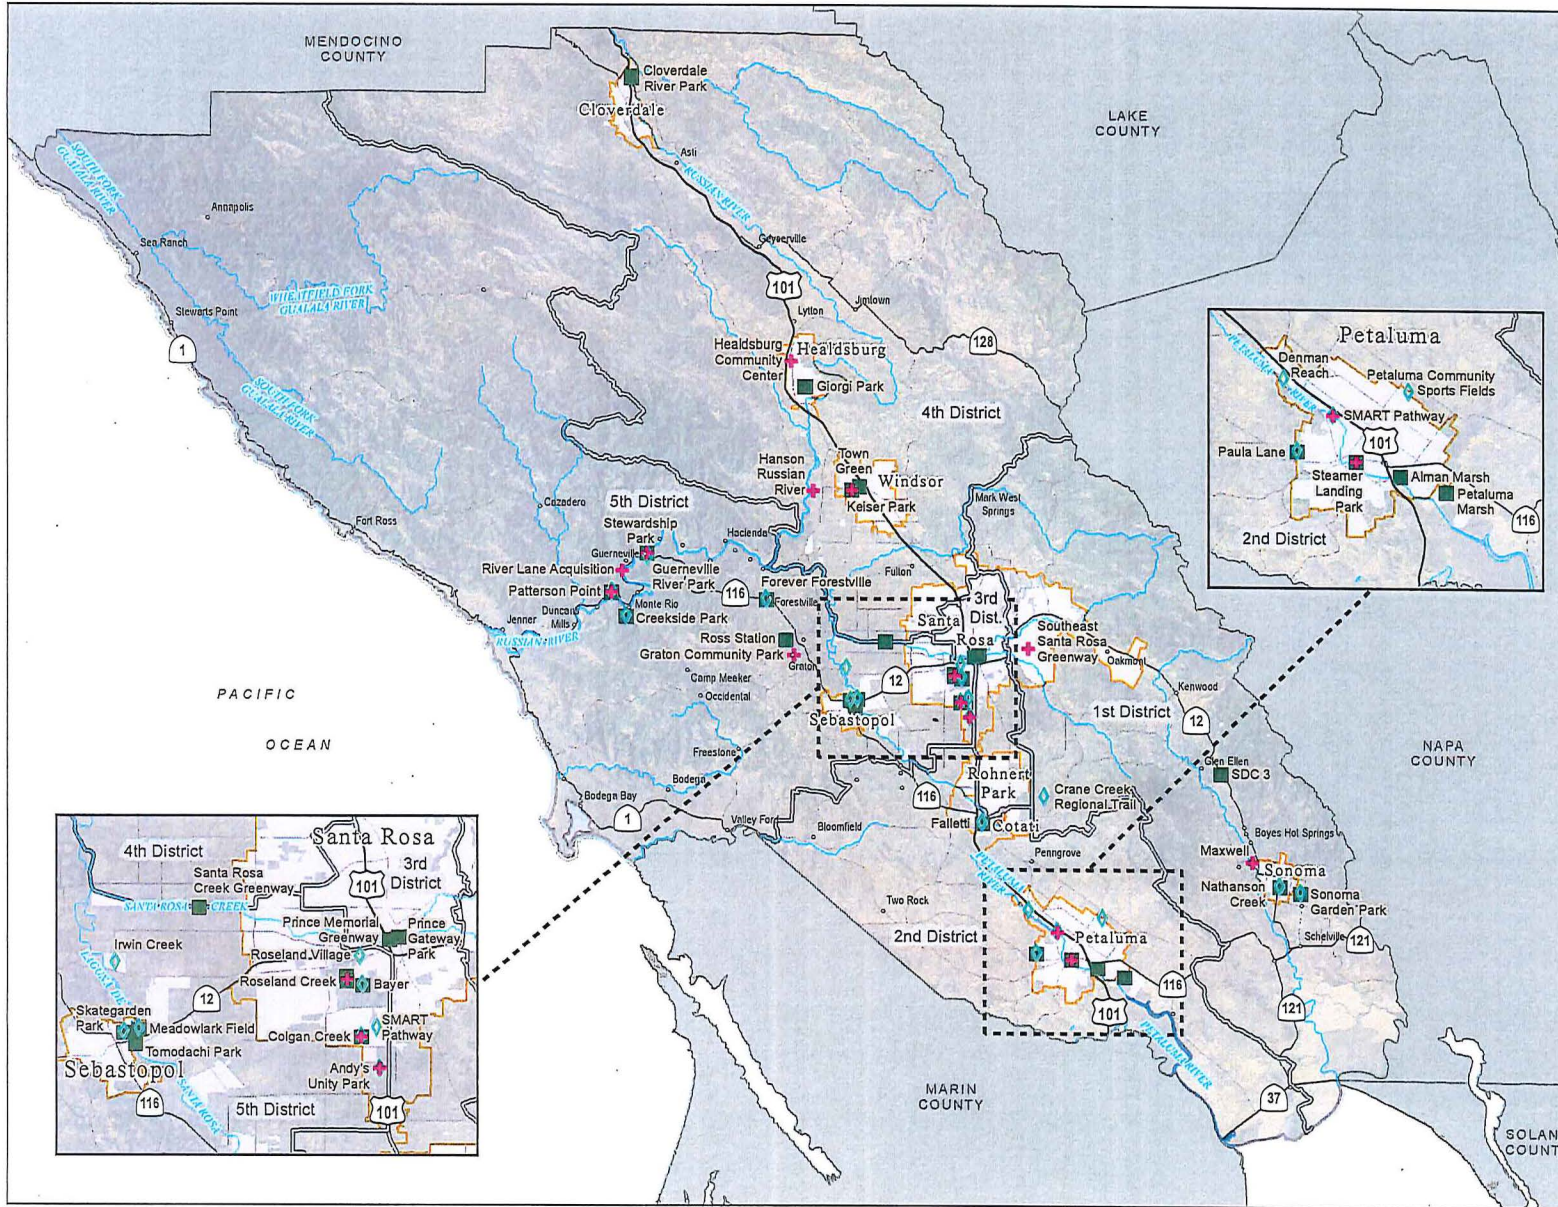 MENDOCINO
COUNTY
LAKE
COUNTY
Cloverdale
River Park
Cloverdale
Asti
RUSSIAN RIVER
SOUTH FORK
GUALALA RIVER
Annapolis
Sea Ranch
WHEATFIELD FORK
GUALALA RIVER
Stewarts Point
1
SOUTH FORK
GUALALA RIVER
Geyserville
101
Lytton
Jimtown
128
Healdsburg
Community
Center
Healdsburg
Giorgi Park
4th District
Hanson
Russian
River
Town
Green
Windsor
Keiser Park
Mark West
Springs
Fort Ross
Cazadero
5th District
Stewardship
Park
Hacienda
Guerneville
River Lane Acquisition
Guerneville
River Park
Patterson Point
116
Forever Forestville
Forestville
Fulton
Monte Rio
Creekside Park
Duncans
Mills
Jenner
RUSSIAN RIVER
Ross Station
Graton Community Park
Graton
Camp Meeker
Occidental
3rd
Dist.
Santa
Rosa
Southeast
Santa Rosa
Greenway
Oakmont
Kenwood
12
1st District
12
Sebastopol
PACIFIC
OCEAN
Freestone
Bodega
Bodega Bay
1
Valley Ford
Bloomfield
116
Rohnert
Park
Crane Creek
Regional Trail
Falletti
Cotati
Penngrove
Glen Ellen
SDC 3
Boyes Hot Springs
Maxwell
Sonoma
Nathanson
Creek
Sonoma
Garden Park
Schellville
121
121
NAPA
COUNTY
PETALUMA
RIVER
Two Rock
2nd District
Petaluma
116
101
PETALUMA RIVER
37
MARIN
COUNTY
SOLAN
COUNT
Petaluma
Denman
Reach
PETALUMA
RIVER
Petaluma Community
Sports Fields
SMART Pathway
101
Paula Lane
Steamer
Landing
Park
Alman Marsh
Petaluma
Marsh
116
2nd District
Santa Rosa
4th District
3rd
District
101
Santa Rosa
Creek Greenway
SANTA ROSA CREEK
Prince Memorial
Greenway
Prince
Gateway
Park
Irwin Creek
Roseland Village
Roseland Creek
Bayer
LAGUNA DE
12
Skategarden
Park
Meadowlark Field
Tomodachi Park
SMART
Pathway
Colgan Creek
Sebastopol
Andy's
Unity Park
116
SANTA ROSA
5th District
101